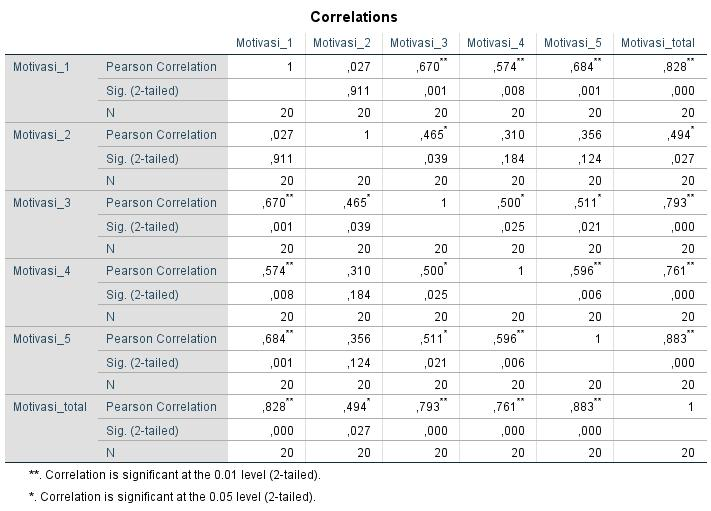 Correlations
Motivasi_1 Motivasi_2 Motivasi_3 Motivasi_4 Motivasi_5 Motivasi_total
Motivasi_1 Pearson Correlation 1 ,027 ,670** ,574** ,684** ,828**
Sig. (2-tailed) ,911 ,001 ,008 ,001 ,000
N 20 20 20 20 20 20
Motivasi_2 Pearson Correlation ,027 1 ,465* ,310 ,356 ,494*
Sig. (2-tailed) ,911 ,039 ,184 ,124 ,027
N 20 20 20 20 20 20
Motivasi_3 Pearson Correlation ,670** ,465* 1 ,500* ,511* ,793**
Sig. (2-tailed) ,001 ,039 ,025 ,021 ,000
N 20 20 20 20 20 20
Motivasi_4 Pearson Correlation ,574** ,310 ,500* 1 ,596** ,761**
Sig. (2-tailed) ,008 ,184 ,025 ,006 ,000
N 20 20 20 20 20 20
Motivasi_5 Pearson Correlation ,684** ,356 ,511* ,596** 1 ,883**
Sig. (2-tailed) ,001 ,124 ,021 ,006 ,000
N 20 20 20 20 20 20
Motivasi_total Pearson Correlation ,828** ,494* ,793** ,761** ,883** 1
Sig. (2-tailed) ,000 ,027 ,000 ,000 ,000
N 20 20 20 20 20 20
**. Correlation is significant at the 0.01 level (2-tailed).
*. Correlation is significant at the 0.05 level (2-tailed).